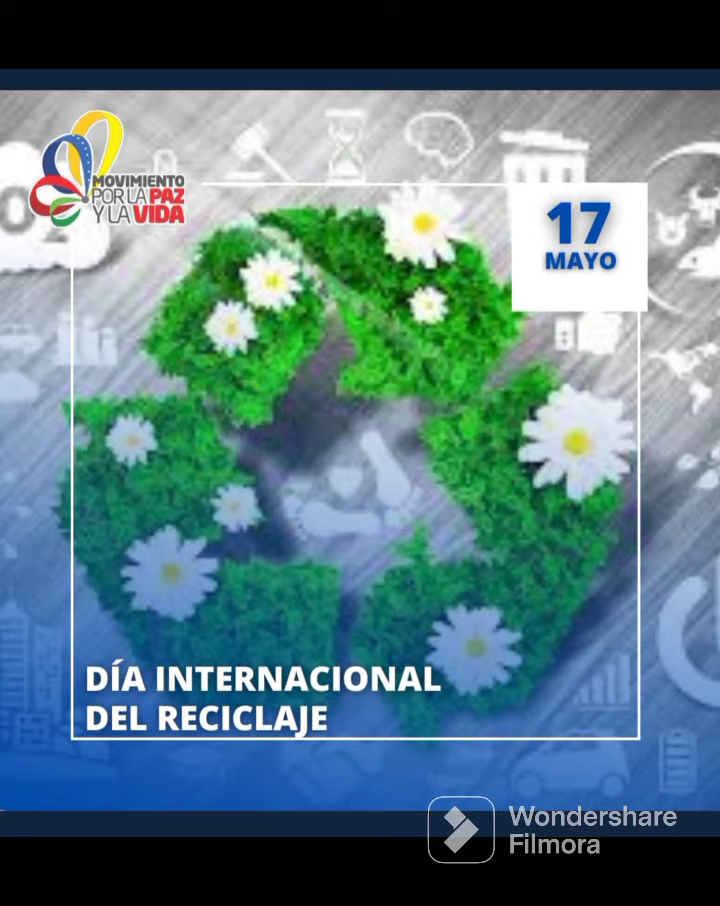 MOVIMIENTO
POR LA PAZ
Y LA VIDA
17
MAYO
DÍA INTERNACIONAL
DEL RECICLAJE
Wondershare
Filmora